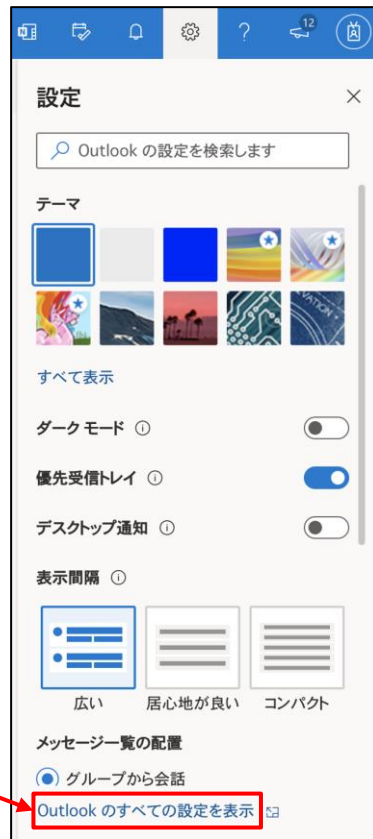 12
設定
Outlook の設定を検索します
テーマ
すべて表示
ダーク モード
優先受信トレイ
デスクトップ通知
表示間隔
広い 居心地が良い コンパクト
メッセージ一覧の配置
グループから会話
Outlook のすべての設定を表示